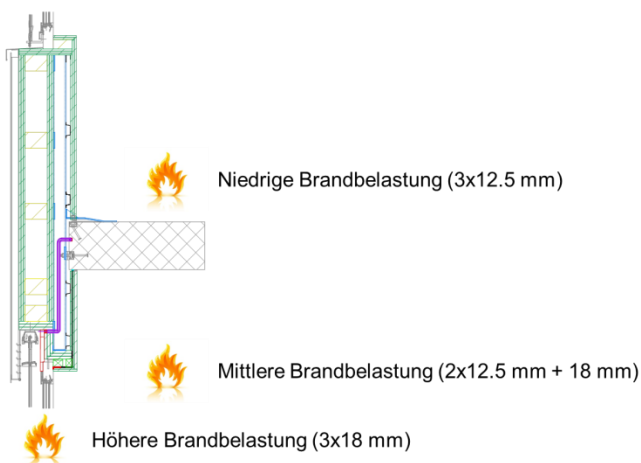 Niedrige Brandbelastung (3x12.5 mm)
Mittlere Brandbelastung (2x12.5 mm + 18 mm)
Höhere Brandbelastung (3x18 mm)